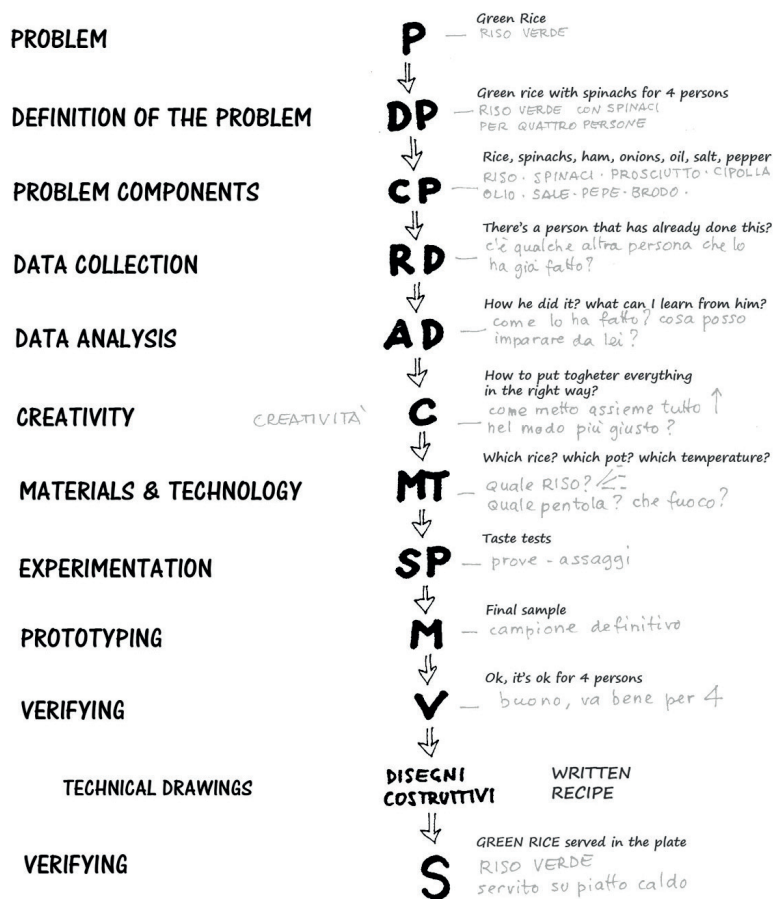 PROBLEM
P
Green Rice
RISO VERDE
DEFINITION OF THE PROBLEM
DP
Green rice with spinachs for 4 persons
RISO VERDE CON SPINACI
PER QUATTRO PERSONE
PROBLEM COMPONENTS
CP
Rice, spinachs, ham, onions, oil, salt, pepper
RISO · SPINACI · PROSCIUTTO · CIPOLLA
OLIO · SALE · PEPE · BRODO ·
DATA COLLECTION
RD
There's a person that has already done this?
c'è qualche altra persona che lo
ha già fatto?
DATA ANALYSIS
AD
How he did it? what can I learn from him?
come lo ha fatto? cosa posso
imparare da lei?
CREATIVITY
CREATIVITÀ
C
How to put togheter everything
in the right way?
come metto assieme tutto
nel modo più giusto?
MATERIALS & TECHNOLOGY
MT
Which rice? which pot? which temperature?
quale RISO?
quale pentola? che fuoco?
EXPERIMENTATION
SP
Taste tests
prove - assaggi
PROTOTYPING
M
Final sample
campione definitivo
VERIFYING
V
Ok, it's ok for 4 persons
buono, va bene per 4
TECHNICAL DRAWINGS
DISEGNI
COSTRUTTIVI
WRITTEN
RECIPE
VERIFYING
S
GREEN RICE served in the plate
RISO VERDE
servito su piatto caldo